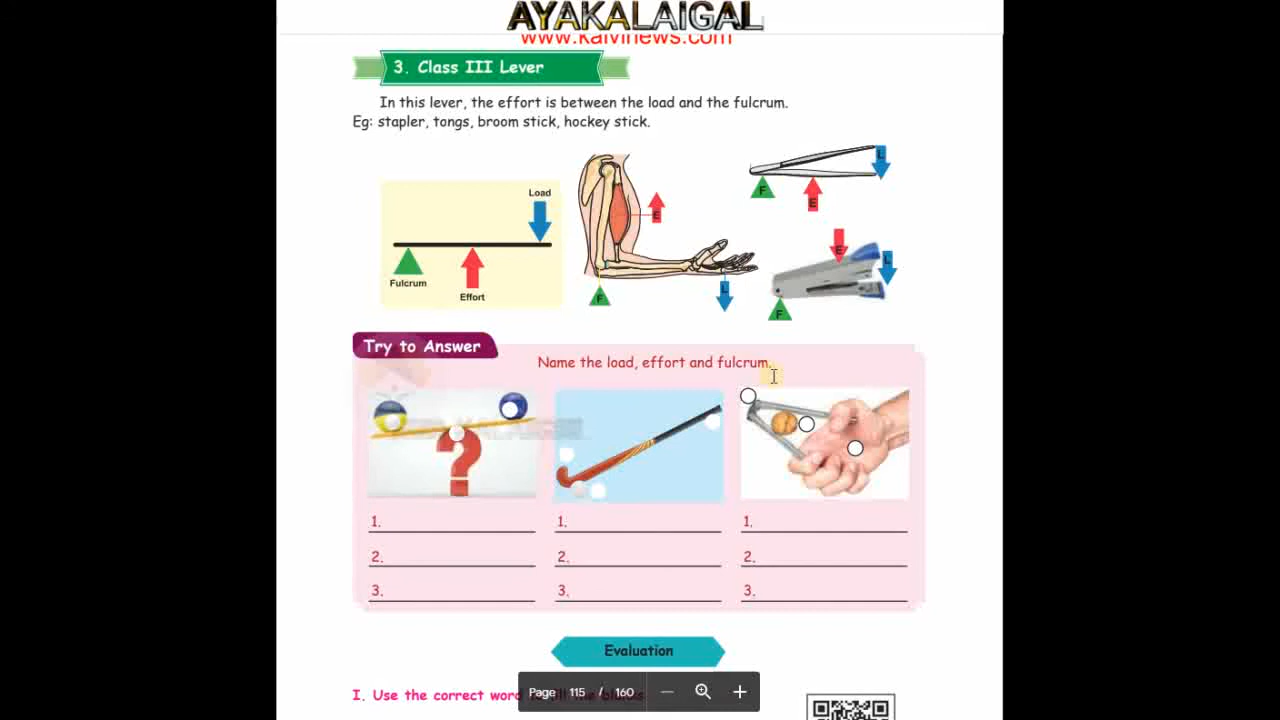 AYAKALAIGAL
www.kalvinews.com
3. Class III Lever
In this lever, the effort is between the load and the fulcrum.
Eg: stapler, tongs, broom stick, hockey stick.
Load
Fulcrum
Effort
E
F
L
L
F
E
E
L
F
Try to Answer
Name the load, effort and fulcrum.
1.
2.
3.
1.
2.
3.
1.
2.
3.
Evaluation
I. Use the correct word
Page 115 / 160